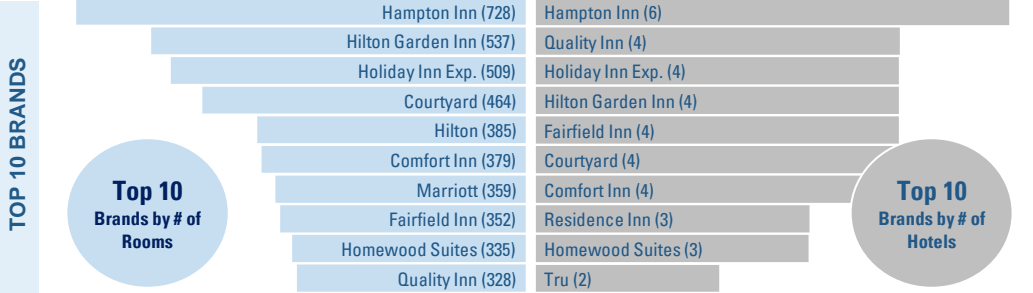 TOP 10 BRANDS
Hampton Inn (728)
Hilton Garden Inn (537)
Holiday Inn Exp. (509)
Courtyard (464)
Hilton (385)
Comfort Inn (379)
Marriott (359)
Fairfield Inn (352)
Homewood Suites (335)
Quality Inn (328)
Top 10
Brands by # of
Rooms
Hampton Inn (6)
Quality Inn (4)
Holiday Inn Exp. (4)
Hilton Garden Inn (4)
Fairfield Inn (4)
Courtyard (4)
Comfort Inn (4)
Residence Inn (3)
Homewood Suites (3)
Tru (2)
Top 10
Brands by # of
Hotels